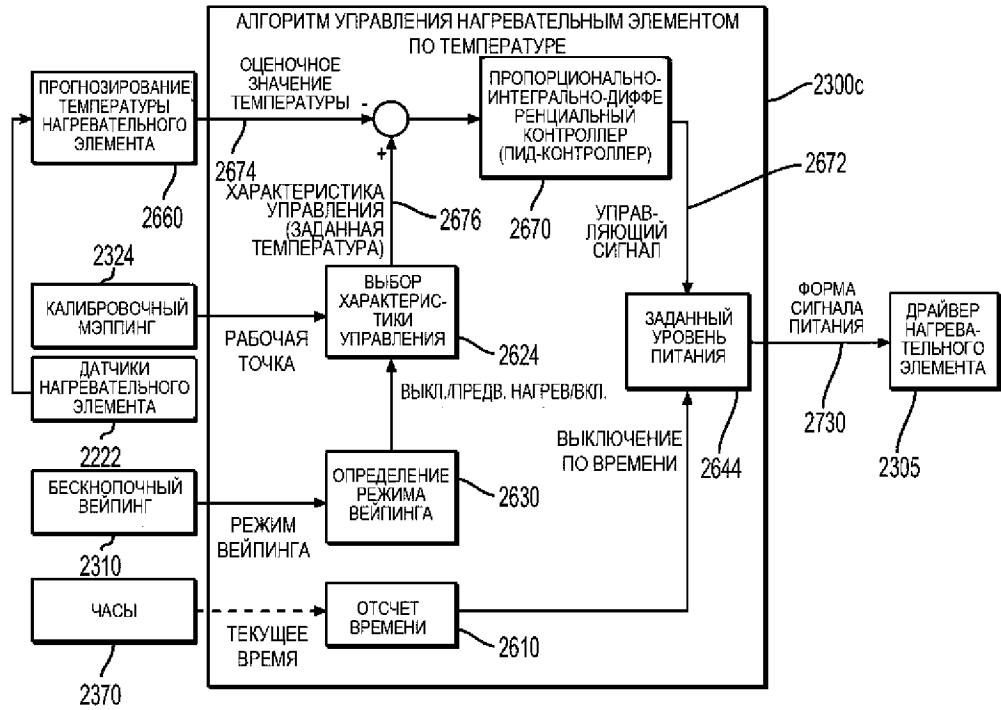 АЛГОРИТМ УПРАВЛЕНИЯ НАГРЕВАТЕЛЬНЫМ ЭЛЕМЕНТОМ
ПО ТЕМПЕРАТУРЕ
2300c
ПРОГНОЗИРОВАНИЕ
ТЕМПЕРАТУРЫ
НАГРЕВАТЕЛЬНОГО
ЭЛЕМЕНТА
2660
ОЦЕНОЧНОЕ
ЗНАЧЕНИЕ
ТЕМПЕРАТУРЫ
-
+
2674
ПРОПОРЦИОНАЛЬНО-
ИНТЕГРАЛЬНО-ДИФФЕ
РЕНЦИАЛЬНЫЙ
КОНТРОЛЛЕР
(ПИД-КОНТРОЛЛЕР)
2670
2672
ХАРАКТЕРИСТИКА
УПРАВЛЕНИЯ
(ЗАДАННАЯ
ТЕМПЕРАТУРА)
2676
УПРАВ-
ЛЯЮЩИЙ
СИГНАЛ
2324
КАЛИБРОВОЧНЫЙ
МЭППИНГ
РАБОЧАЯ
ТОЧКА
ВЫБОР
ХАРАКТЕРИС-
ТИКИ
УПРАВЛЕНИЯ
2624
ЗАДАННЫЙ
УРОВЕНЬ
ПИТАНИЯ
2644
ФОРМА
СИГНАЛА
ПИТАНИЯ
2730
ДРАЙВЕР
НАГРЕВА-
ТЕЛЬНОГО
ЭЛЕМЕНТА
2305
ДАТЧИКИ
НАГРЕВАТЕЛЬНОГО
ЭЛЕМЕНТА
2222
ВЫКЛ./ПРЕДВ. НАГРЕВ/ВКЛ.
ВЫКЛЮЧЕНИЕ
ПО ВРЕМЕНИ
БЕСКНОПОЧНЫЙ
ВЕЙПИНГ
2310
РЕЖИМ
ВЕЙПИНГА
ОПРЕДЕЛЕНИЕ
РЕЖИМА
ВЕЙПИНГА
2630
ЧАСЫ
2370
ТЕКУЩЕЕ
ВРЕМЯ
ОТСЧЕТ
ВРЕМЕНИ
2610